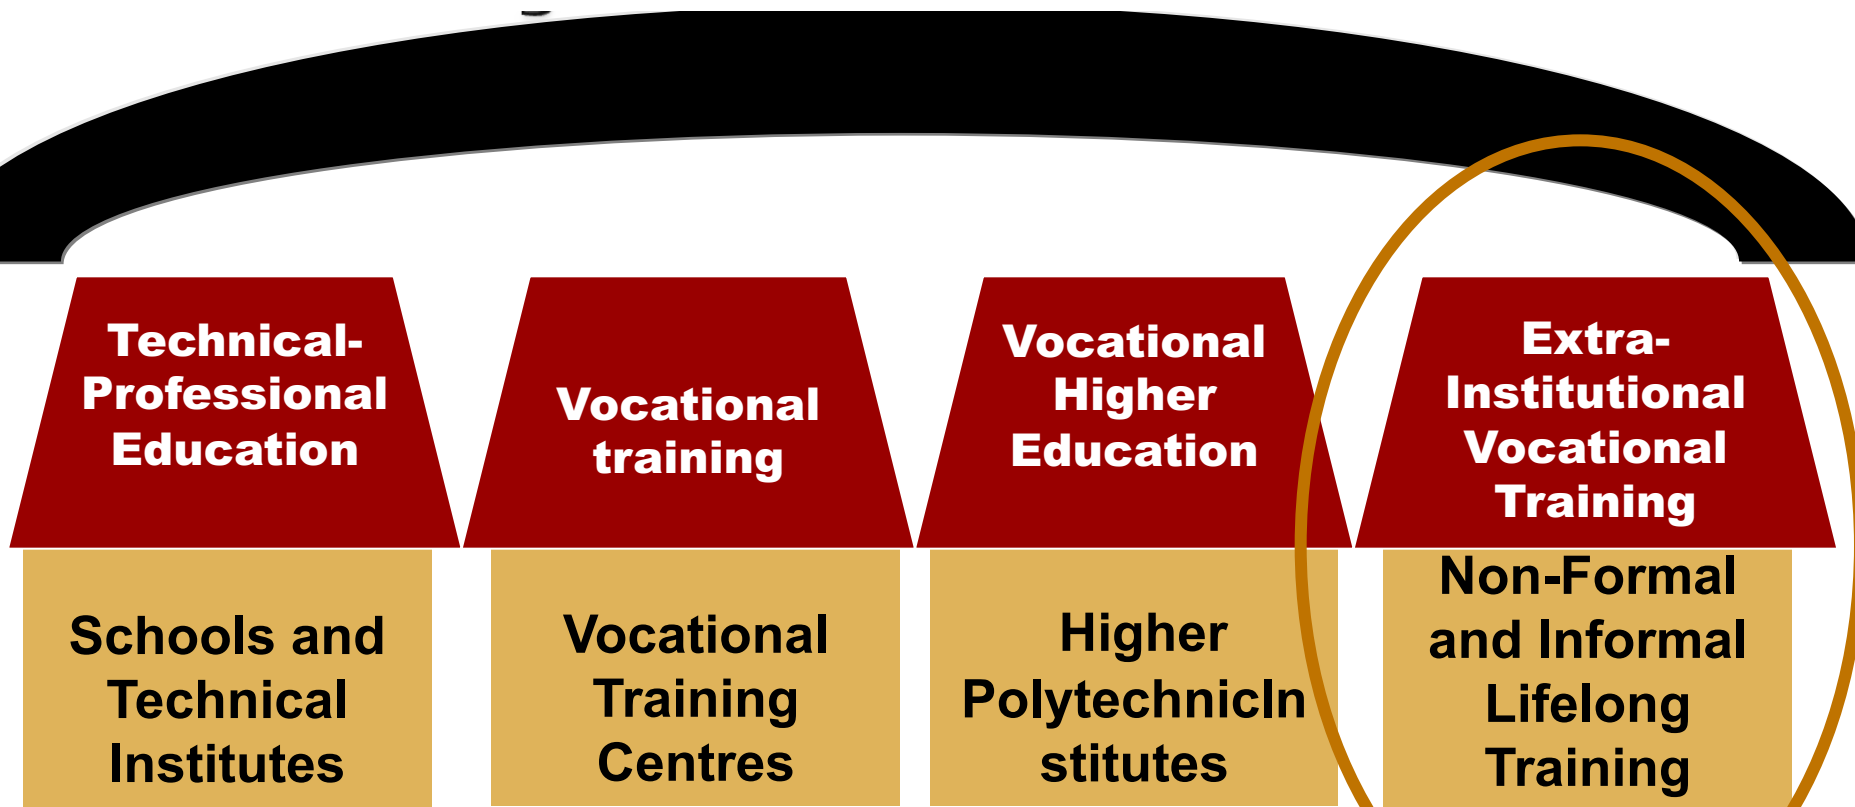 Technical-
Professional
Education
Vocational
training
Vocational
Higher
Education
Extra-
Institutional
Vocational
Training
Schools and
Technical
Institutes
Vocational
Training
Centres
Higher
PolytechnicIn
stitutes
Non-Formal
and Informal
Lifelong
Training